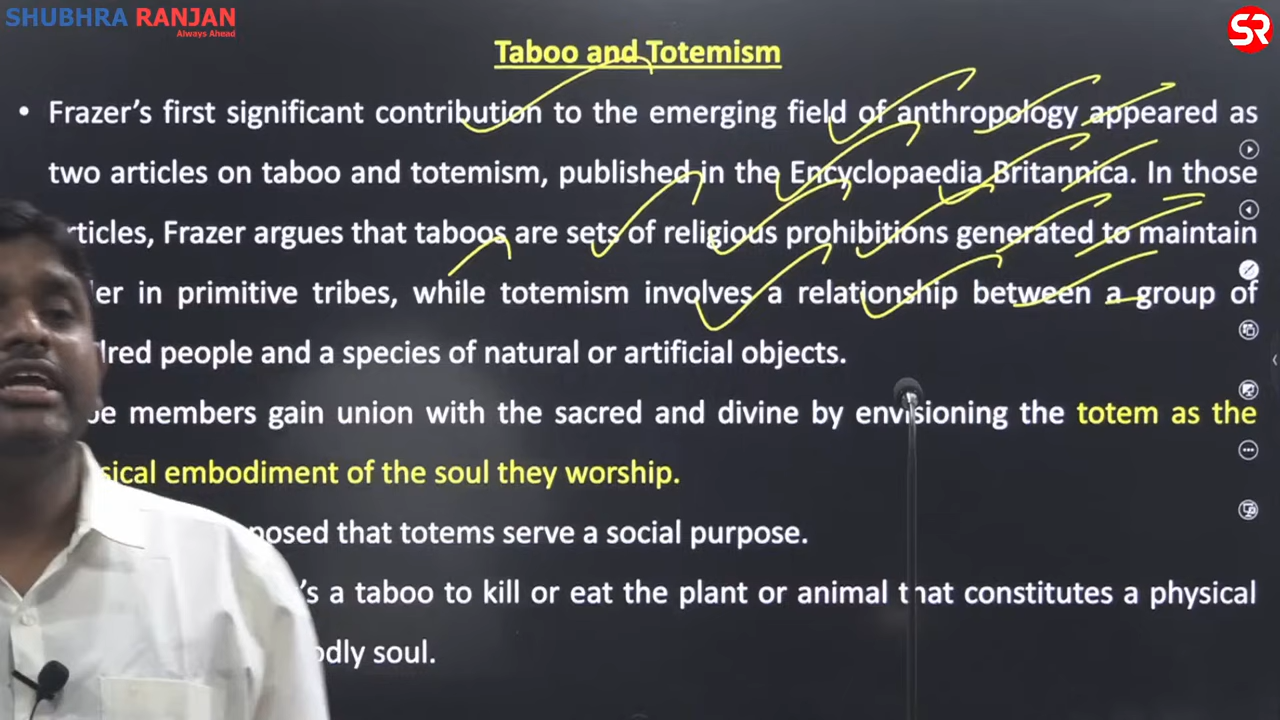 SHUBHRA RANJAN
Always Ahead
SR
Taboo and Totemism
• Frazer's first significant contribution to the emerging field of anthropology appeared as
two articles on taboo and totemism, published in the Encyclopaedia Britannica. In those
rticles, Frazer argues that taboos are sets of religious prohibitions generated to maintain
er in primitive tribes, while totemism involves a relationship between a group of
dred people and a species of natural or artificial objects.
be members gain union with the sacred and divine by envisioning the totem as the
sical embodiment of the soul they worship.
posed that totems serve a social purpose.
's a taboo to kill or eat the plant or animal that constitutes a physical
odly soul.